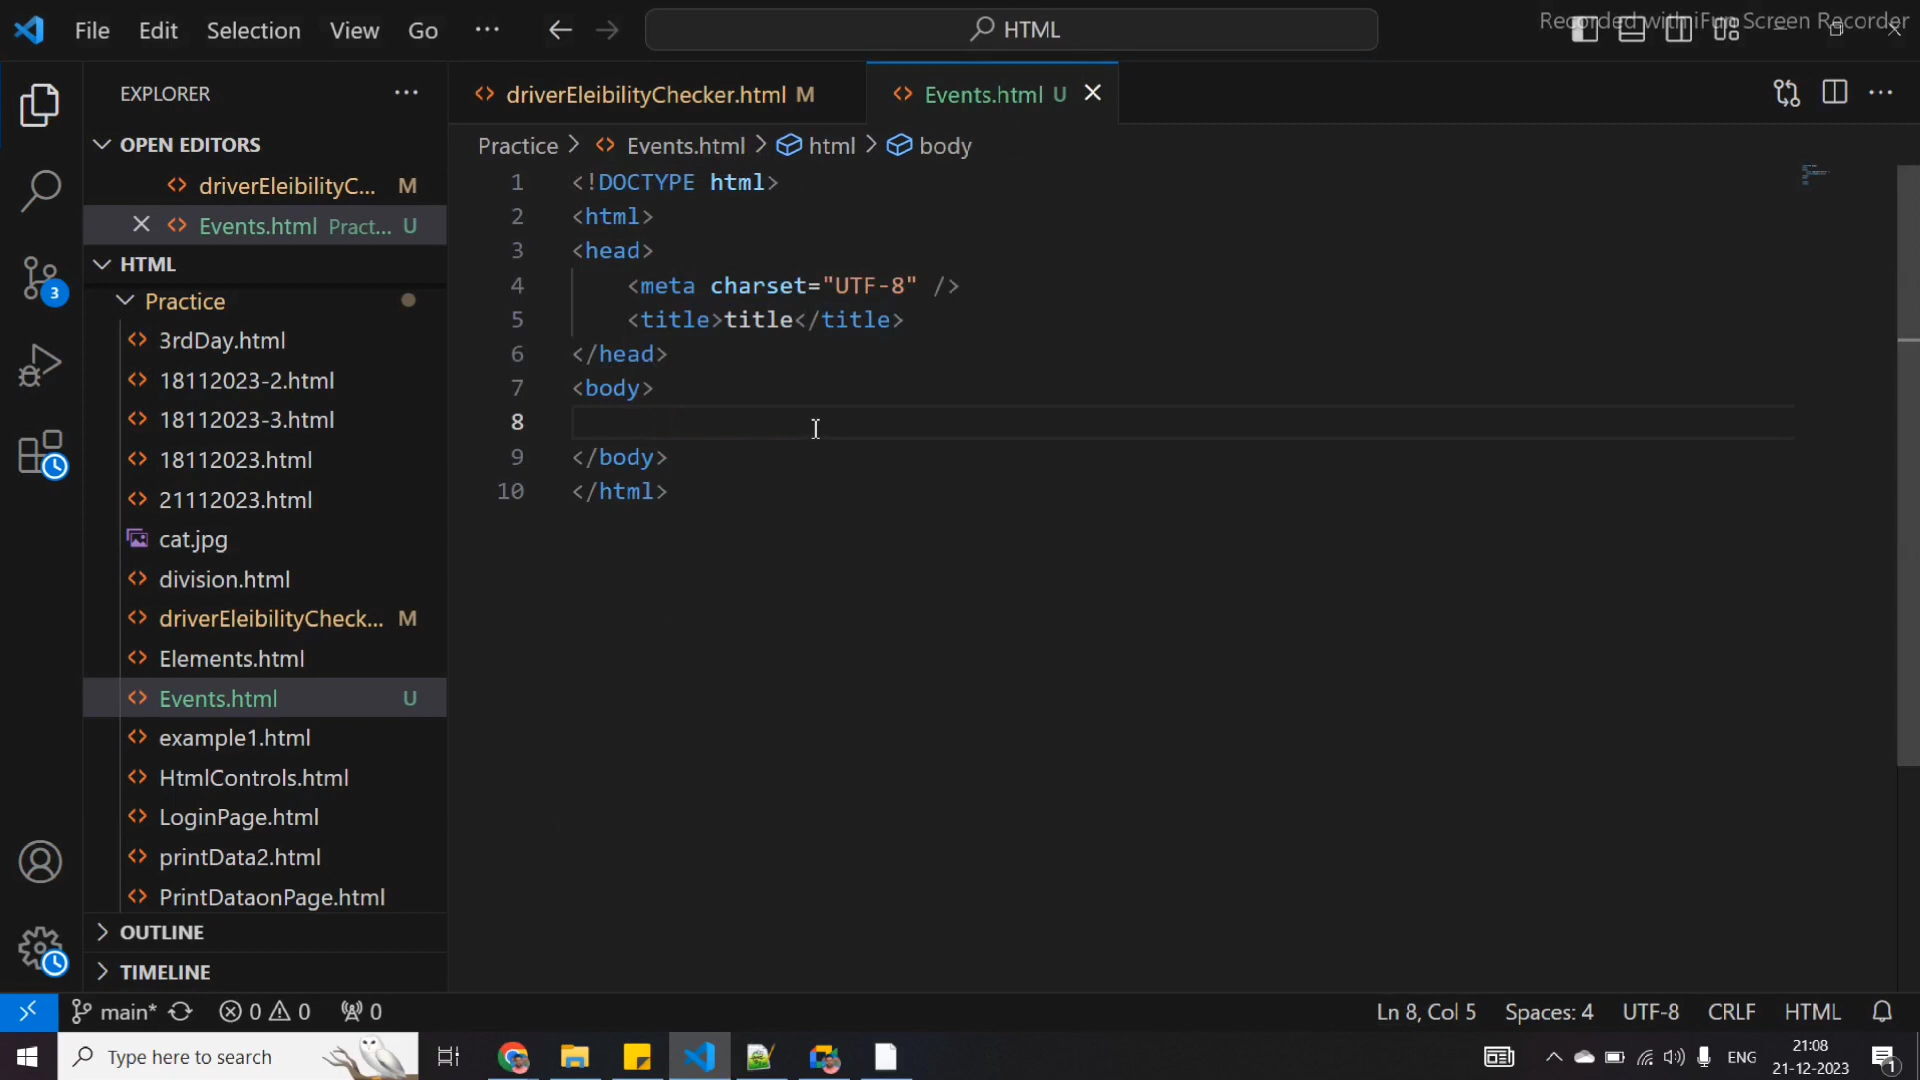 File Edit Selection View Go ··· HTML
Recorded with iFun Screen Recorder
EXPLORER ···
OPEN EDITORS
driverEleibilityC... M
Events.html Pract... U
HTML
Practice
3rdDay.html
18112023-2.html
18112023-3.html
18112023.html
21112023.html
cat.jpg
division.html
driverEleibilityCheck... M
Elements.html
Events.html U
example1.html
HtmlControls.html
LoginPage.html
printData2.html
PrintDataonPage.html
OUTLINE
TIMELINE
3
driverEleibilityChecker.html M Events.html U
Practice > Events.html > html > body
1 <!DOCTYPE html>
2 <html>
3 <head>
4 <meta charset="UTF-8" />
5 <title>title</title>
6 </head>
7 <body>
8
9 </body>
10 </html>
main* 0 0 0 Ln 8, Col 5 Spaces: 4 UTF-8 CRLF HTML
Type here to search
ENG
21:08
21-12-2023
1